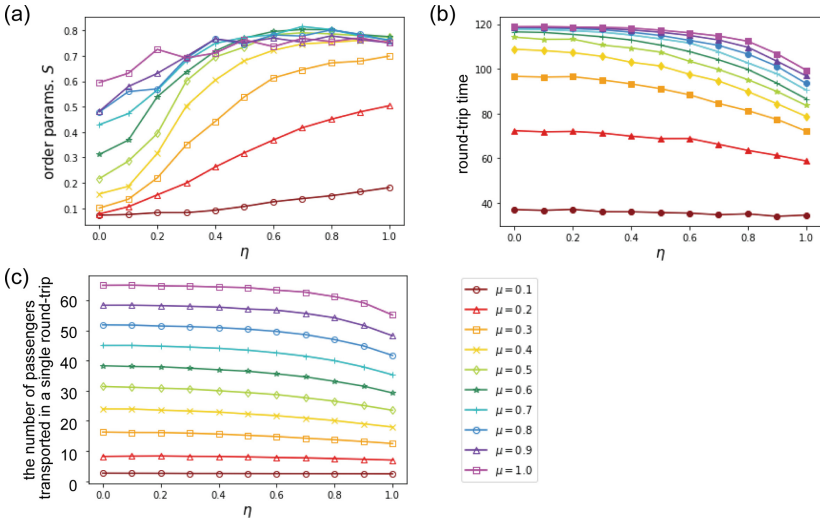 (a)
order params. S
0.8
0.7
0.6
0.5
0.4
0.3
0.2
0.1
0.0 0.2 0.4 0.6 0.8 1.0
η
(b)
round-trip time
120
100
80
60
40
0.0 0.2 0.4 0.6 0.8 1.0
η
(c)
the number of passengers
transported in a single round-trip
60
50
40
30
20
10
0
0.0 0.2 0.4 0.6 0.8 1.0
η
μ = 0.1
μ = 0.2
μ = 0.3
μ = 0.4
μ = 0.5
μ = 0.6
μ = 0.7
μ = 0.8
μ = 0.9
μ = 1.0